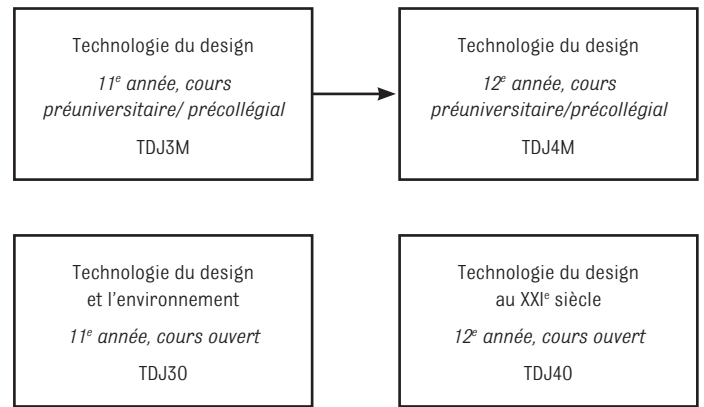 Technologie du design
11e année, cours
préuniversitaire/ précollégial
TDJ3M
Technologie du design
12e année, cours
préuniversitaire/précollégial
TDJ4M
Technologie du design
et l'environnement
11e année, cours ouvert
TDJ3O
Technologie du design
au XXIe siècle
12e année, cours ouvert
TDJ4O